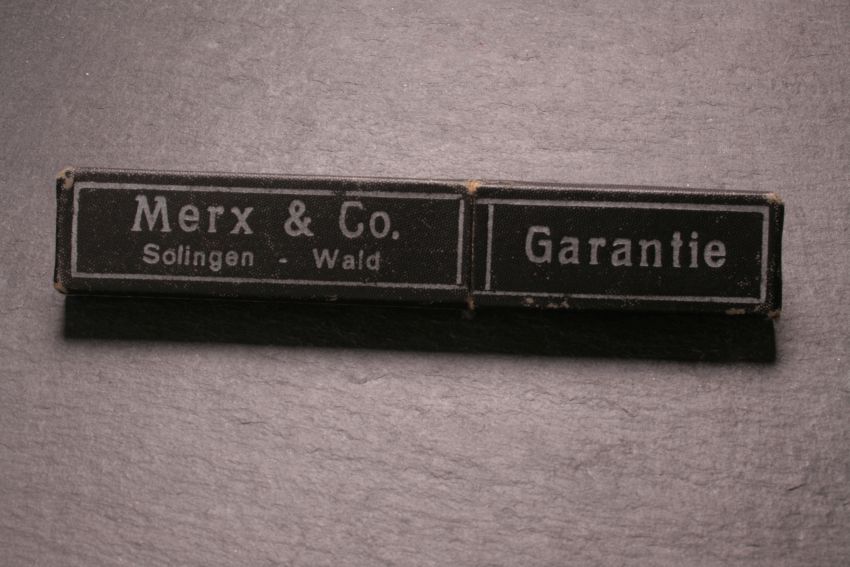 Merx & Co.
Solingen - Wald
Garantie